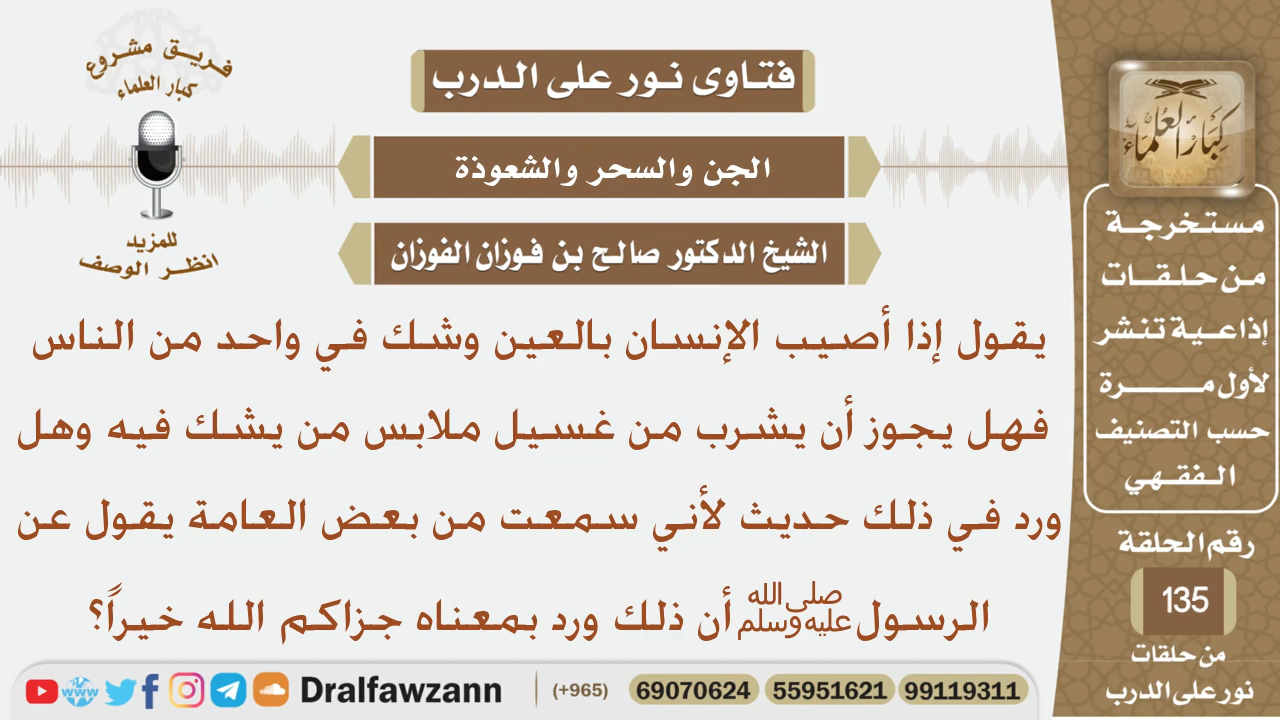 فريق مشروع
كبار العلماء
للمزيد
انظر الوصف
فتاوى نور على الدرب
الجن والسحر والشعوذة
الشيخ الدكتور صالح بن فوزان الفوزان
يقول إذا أصيب الإنسان بالعين وشك في واحد من الناس
فهل يجوز أن يشرب من غسيل ملابس من يشك فيه وهل
ورد في ذلك حديث لأني سمعت من بعض العامة يقول عن
الرسول ﷺ أن ذلك ورد بمعناه جزاكم الله خيراً؟
كبار العلماء
مستخرجة
من حلقات
إذاعية تنشر
لأول مرة
حسب التصنيف
الفقهي
رقم الحلقة
135
من حلقات
نور على الدرب
www
Dralfawzann
(+965)
69070624
55951621
99119311